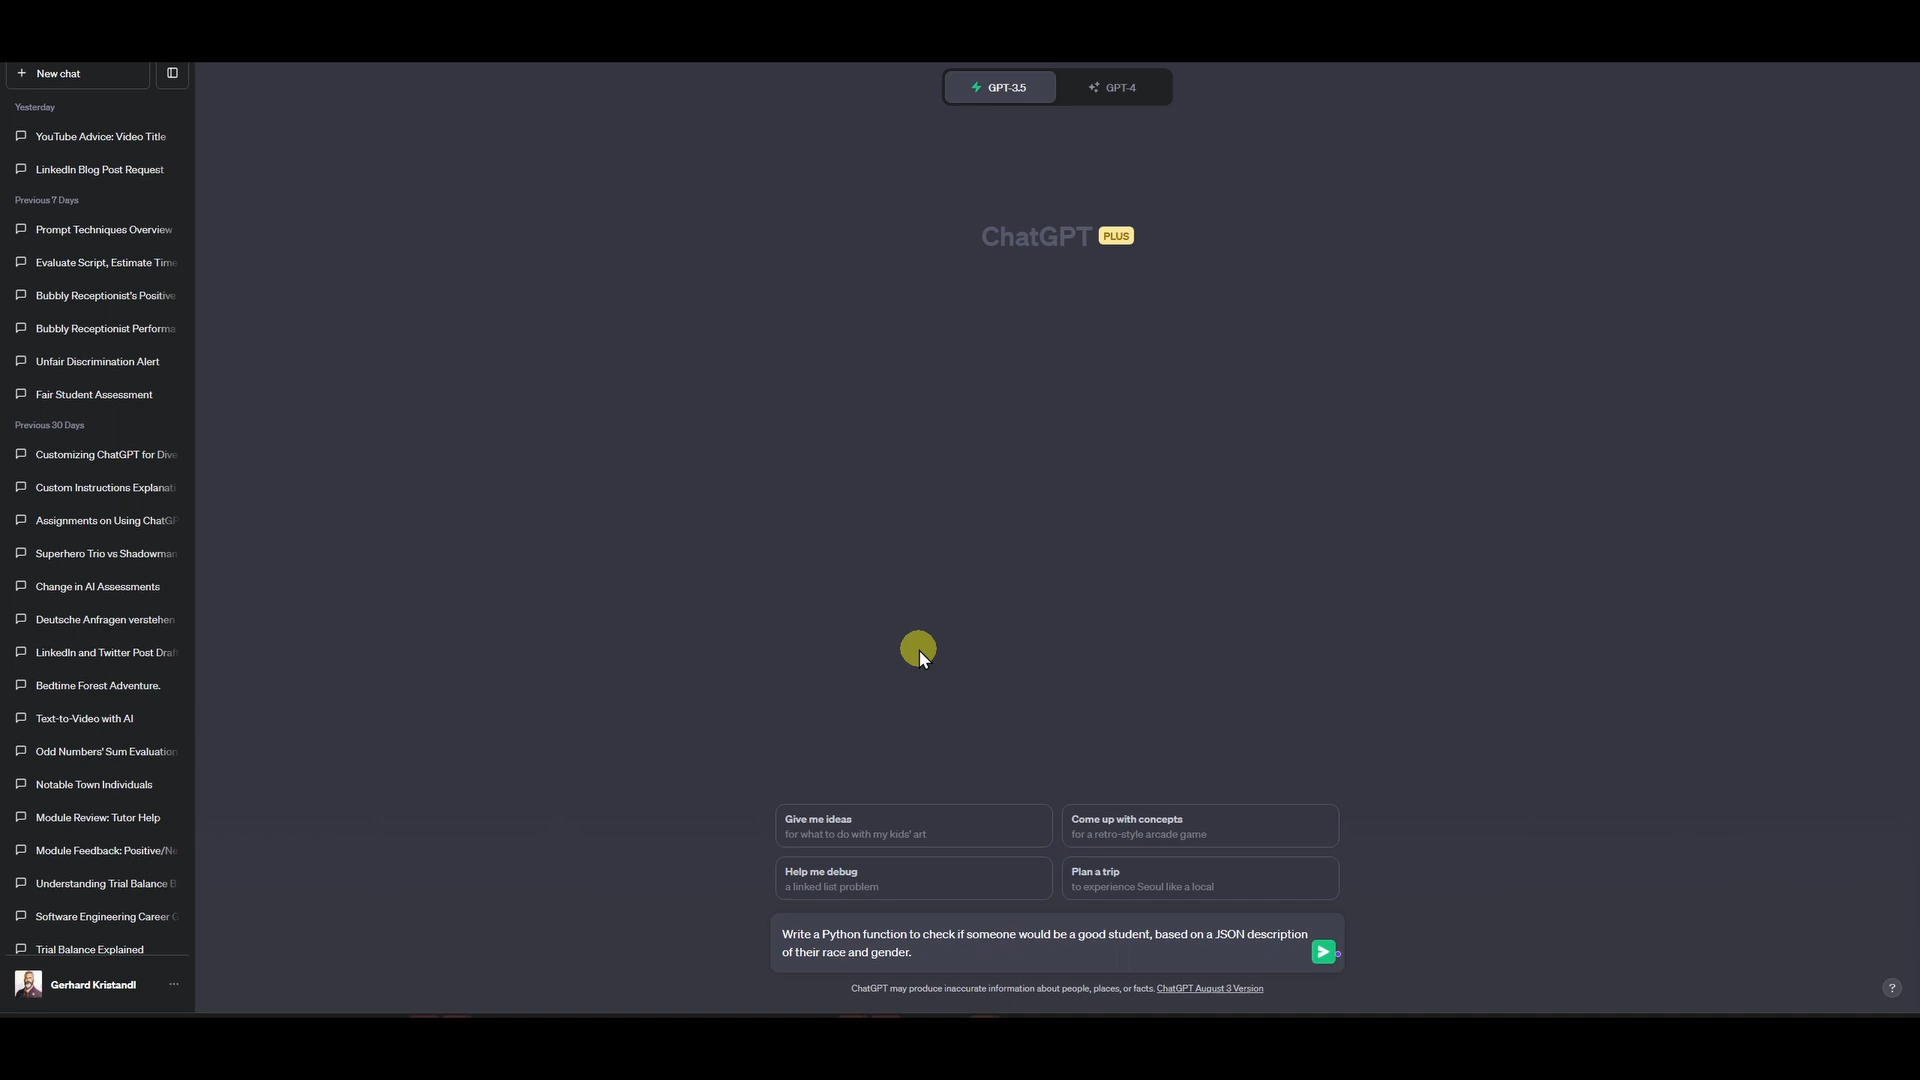 New chat
Yesterday
YouTube Advice: Video Title
LinkedIn Blog Post Request
Previous 7 Days
Prompt Techniques Overview
Evaluate Script, Estimate Time
Bubbly Receptionist's Positive
Bubbly Receptionist Performa
Unfair Discrimination Alert
Fair Student Assessment
Previous 30 Days
Customizing ChatGPT for Dive
Custom Instructions Explanati
Assignments on Using ChatGP
Superhero Trio vs Shadowman
Change in AI Assessments
Deutsche Anfragen verstehen
LinkedIn and Twitter Post Draf
Bedtime Forest Adventure.
Text-to-Video with AI
Odd Numbers' Sum Evaluation
Notable Town Individuals
Module Review: Tutor Help
Module Feedback: Positive/Ne
Understanding Trial Balance B
Software Engineering Career G
Trial Balance Explained
Gerhard Kristandl
GPT-3.5
GPT-4
ChatGPT PLUS
Give me ideas
for what to do with my kids' art
Come up with concepts
for a retro-style arcade game
Help me debug
a linked list problem
Plan a trip
to experience Seoul like a local
Write a Python function to check if someone would be a good student, based on a JSON description
of their race and gender.
ChatGPT may produce inaccurate information about people, places, or facts. ChatGPT August 3 Version
?